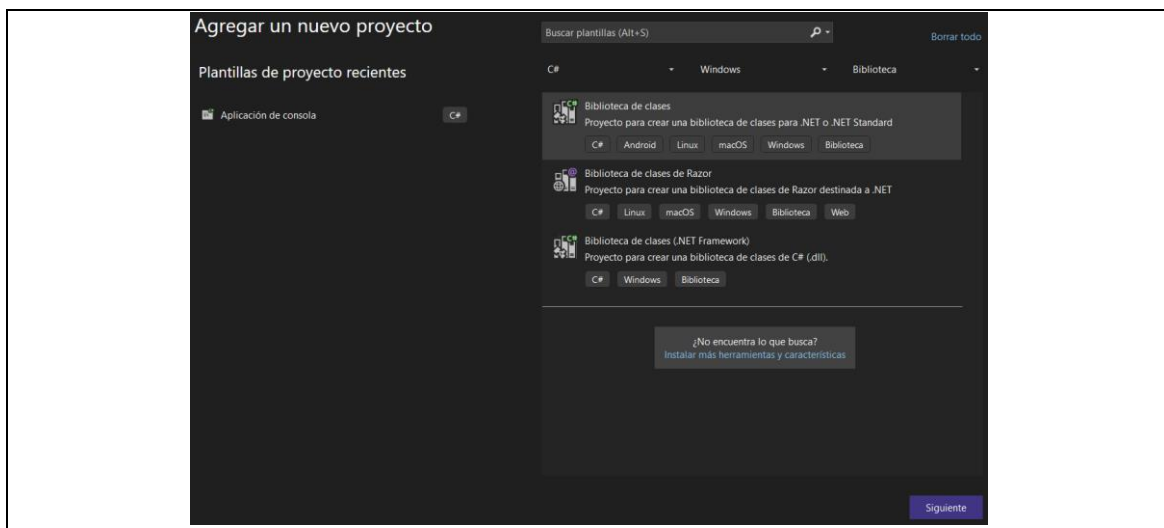 Agregar un nuevo proyecto
Buscar plantillas (Alt+S)
Borrar todo
Plantillas de proyecto recientes
C#
Windows
Biblioteca
Aplicación de consola
C#
Biblioteca de clases
Proyecto para crear una biblioteca de clases para .NET o .NET Standard
C# Android Linux macOS Windows Biblioteca
Biblioteca de clases de Razor
Proyecto para crear una biblioteca de clases de Razor destinada a .NET
C# Linux macOS Windows Biblioteca Web
Biblioteca de clases (.NET Framework)
Proyecto para crear una biblioteca de clases de C# (.dll).
C# Windows Biblioteca
¿No encuentra lo que busca?
Instalar más herramientas y características
Siguiente